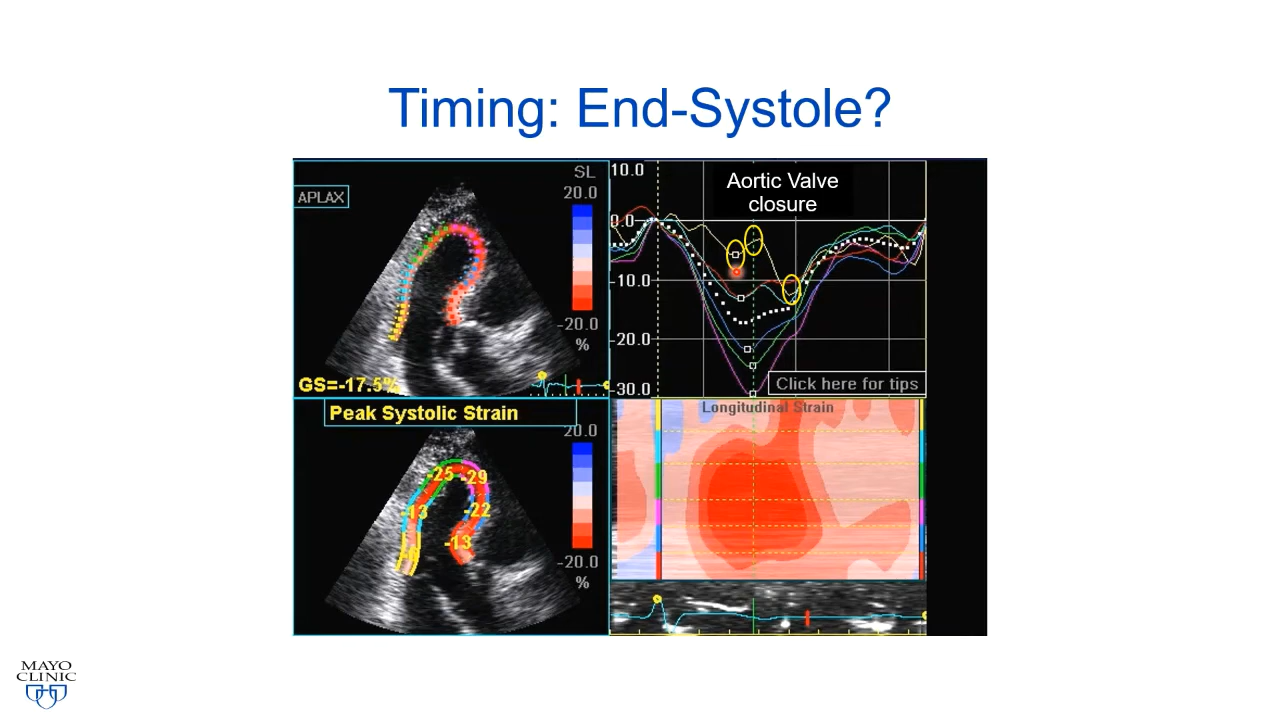 Timing: End-Systole?
APLAX
SL
20.0
-20.0
%
GS=-17.5%
10.0
Aortic Valve
closure
0.0
-10.0
-20.0
-30.0
Click here for tips
Peak Systolic Strain
20.0
-25
-29
-13
-22
-13
-20.0
%
Longitudinal Strain
MAYO
CLINIC